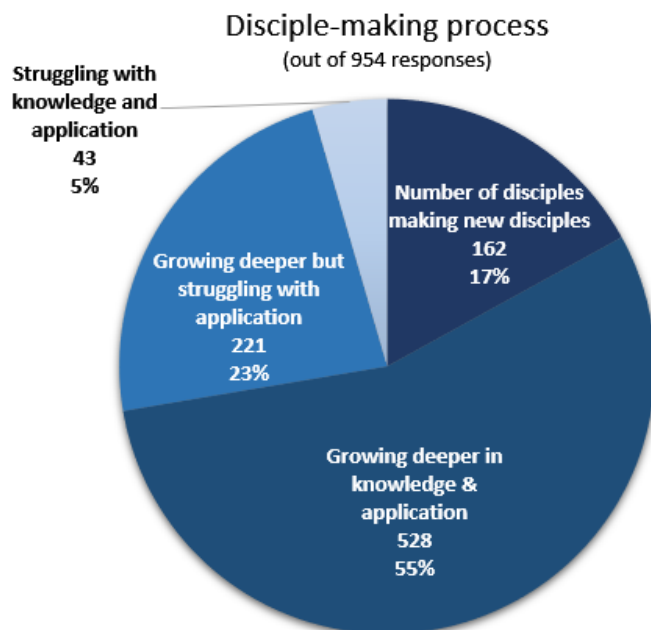 Disciple-making process
(out of 954 responses)
Struggling with
knowledge and
application
43
5%
Number of disciples
making new disciples
162
17%
Growing deeper but
struggling with
application
221
23%
Growing deeper in
knowledge &
application
528
55%